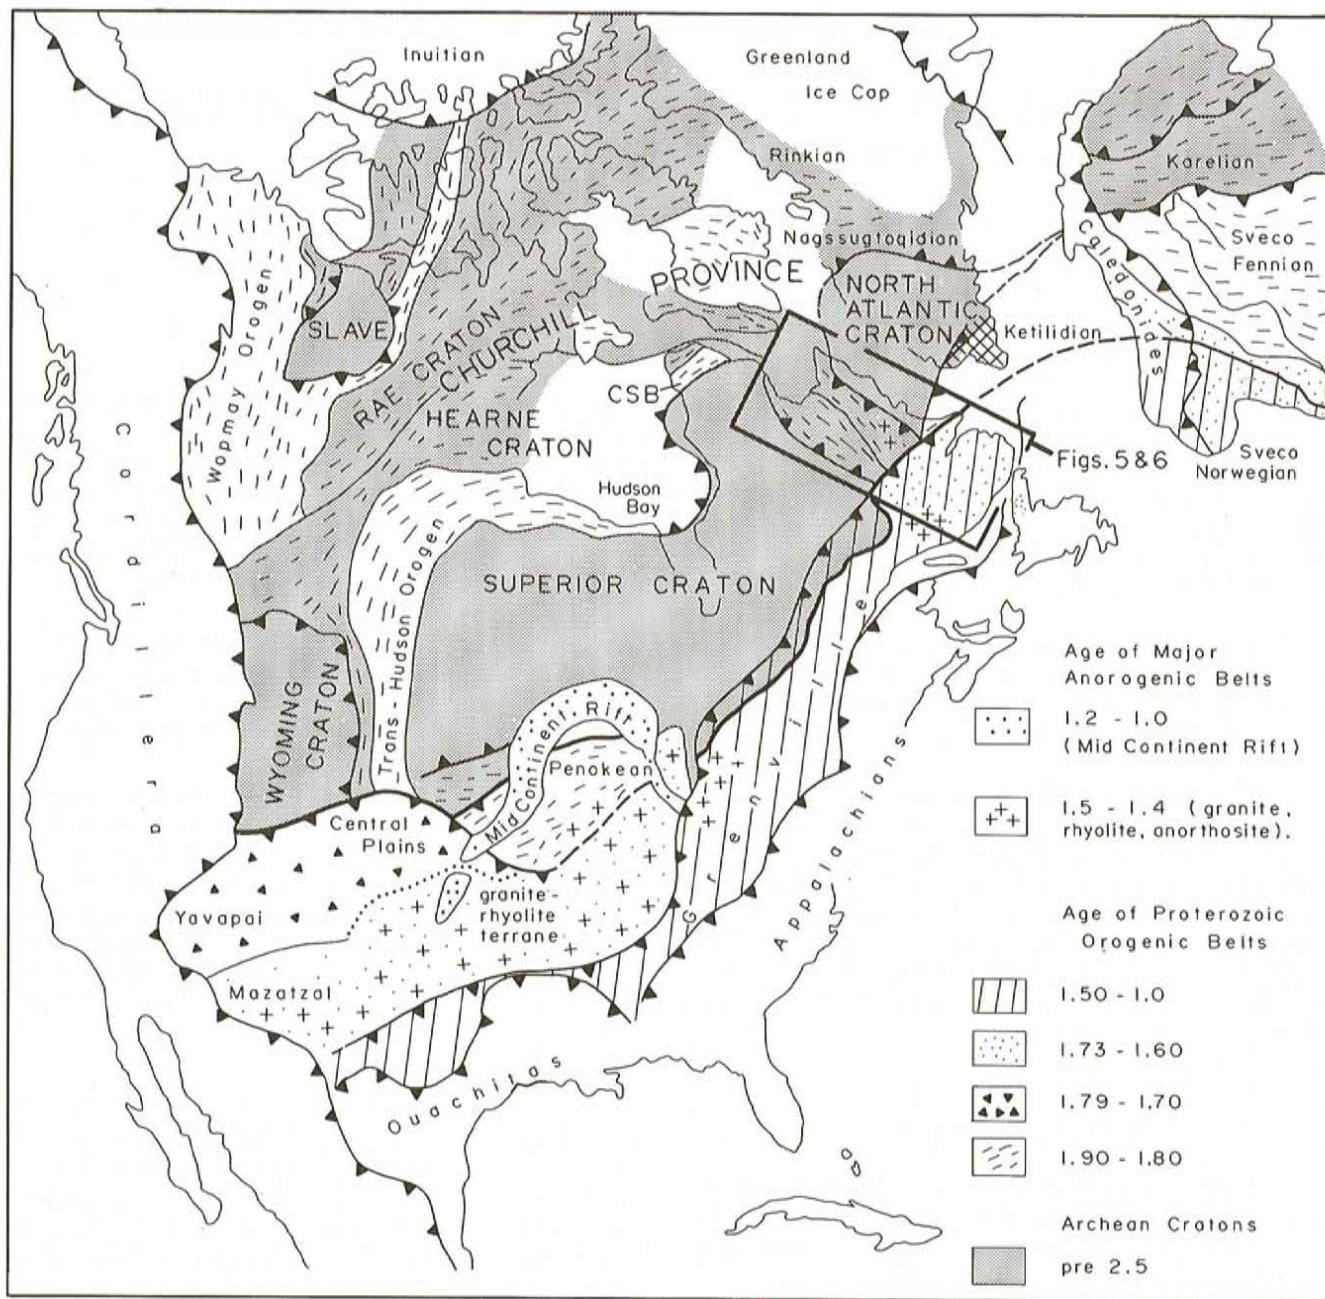 Inuitian
Greenland
Ice Cap
Rinkian
Karelian
Nagssugtoqidian
Sveco
Fennian
Caledonides
PROVINCE
NORTH
ATLANTIC
CRATON
Ketilidian
Wopmay Orogen
SLAVE
RAE CRATON
CHURCHILL
HEARNE
CRATON
CSB
Figs. 5&6
Sveco
Norwegian
Hudson
Bay
Cordillera
SUPERIOR CRATON
Trans - Hudson Orogen
WYOMING
CRATON
Mid Continent Rift
Penokean
Grenville
Appalachians
Central
Plains
Yavapai
granite-
rhyolite
terrane
Mazatzal
Ouachitas
Age of Major
Anorogenic Belts
1.2 - 1.0
(Mid Continent Rift)
1.5 - 1.4 (granite,
rhyolite, anorthosite).
Age of Proterozoic
Orogenic Belts
1.50 - 1.0
1.73 - 1.60
1.79 - 1.70
1.90 - 1.80
Archean Cratons
pre 2.5